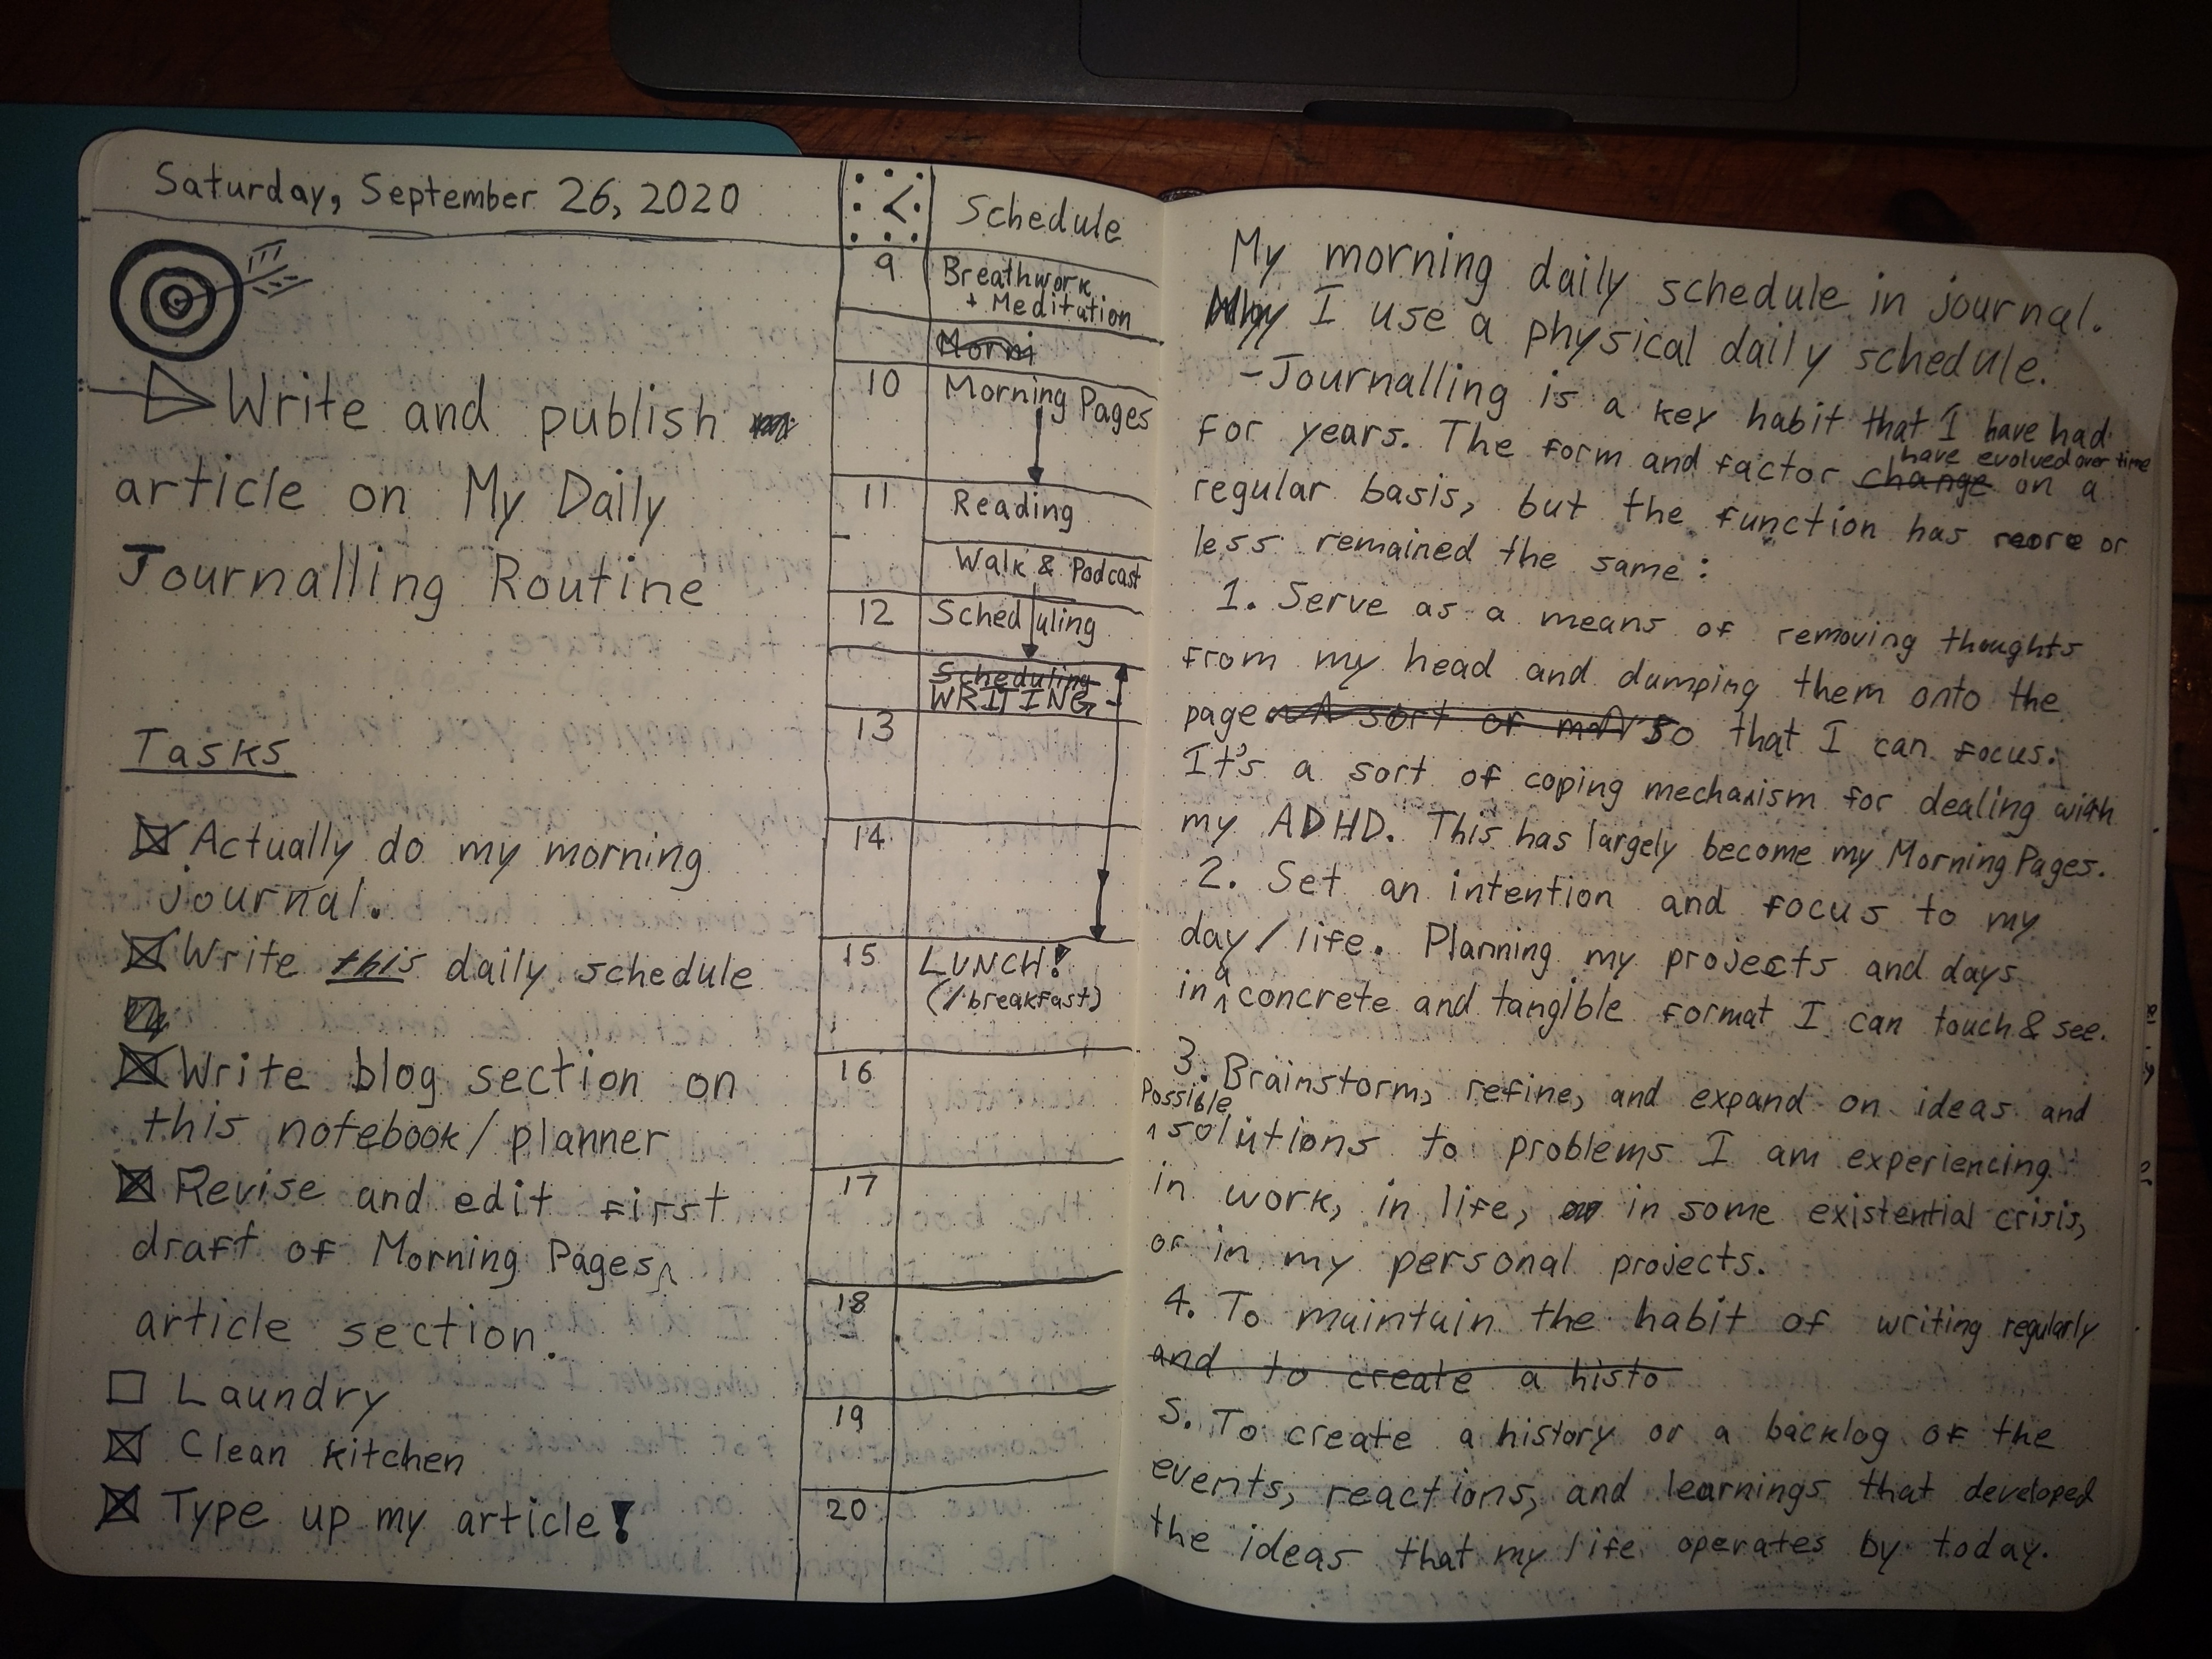 Saturday, September 26, 2020
Write and publish
article on My Daily
Journalling Routine
Tasks
Actually do my morning
journal.
Write this daily schedule
Write blog section on
this notebook/planner
Revise and edit first
draft of Morning Pages
article section.
Laundry
Clean kitchen
Type up my article!
Schedule
9 Breathwork
+ Meditation
Morni
10 Morning Pages
11 Reading
Walk & Podcast
12 Scheduling
Scheduling
WRITING
13
14
15 LUNCH!
(/breakfast)
16
17
18
19
20
My morning daily schedule in journal.
Why I use a physical daily schedule.
-Journalling is a key habit that I have had
for years. The form and factor change have evolved over time on a
regular basis, but the function has more or
less remained the same:
1. Serve as a means of removing thoughts
from my head and dumping them onto the
page A sort of so that I can focus.
It's a sort of coping mechanism for dealing with
my ADHD. This has largely become my Morning Pages.
2. Set an intention and focus to my
day/life. Planning my projects and days
in a concrete and tangible format I can touch & see.
3. Brainstorm, refine, and expand on ideas and
Possible
solutions to problems I am experiencing
in work, in life, or in some existential crisis,
or in my personal projects.
4. To maintain the habit of writing regularly
and to create a histo
5. To create a history or a backlog of the
events, reactions, and learnings that developed
the ideas that my life operates by today.